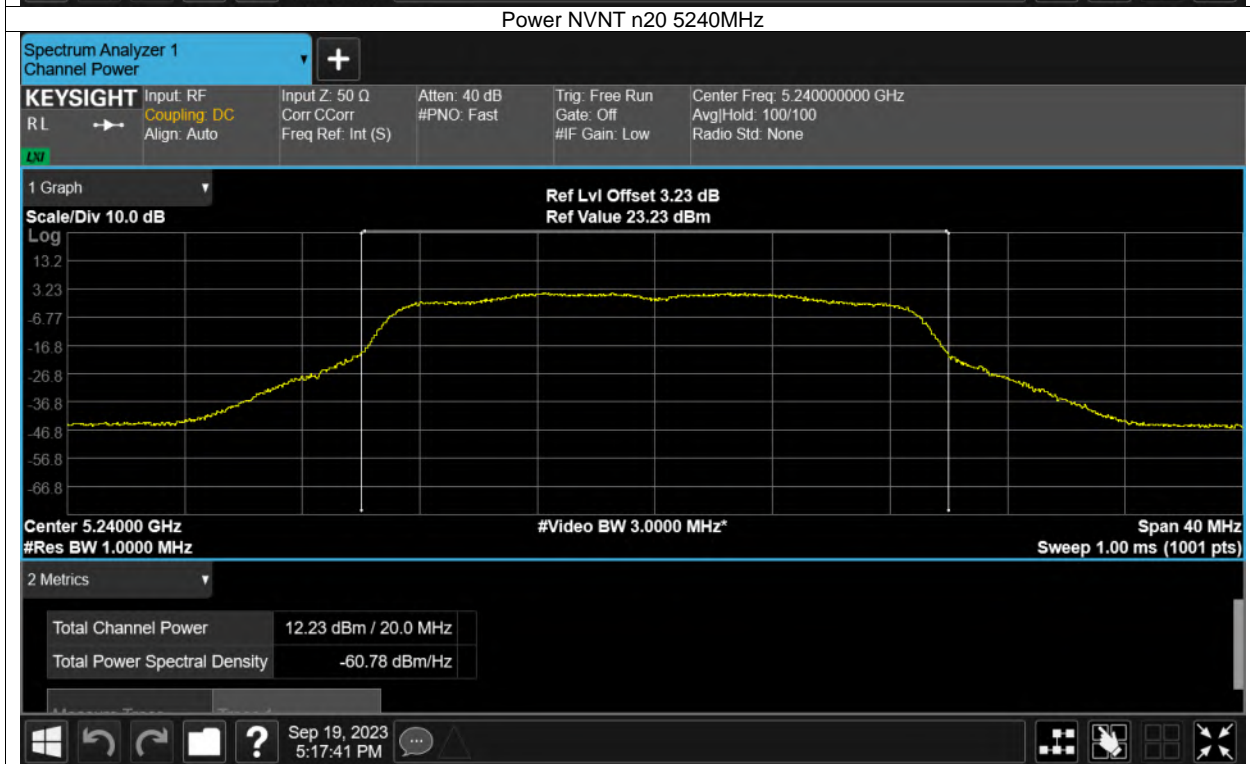 Power NVNT n20 5240MHz
Spectrum Analyzer 1
Channel Power
KEYSIGHT
RL
LXI
Input: RF
Coupling: DC
Align: Auto
Input Z: 50 Ω
Corr CCorr
Freq Ref: Int (S)
Atten: 40 dB
#PNO: Fast
Trig: Free Run
Gate: Off
#IF Gain: Low
Center Freq: 5.240000000 GHz
Avg|Hold: 100/100
Radio Std: None
1 Graph
Scale/Div 10.0 dB
Ref Lvl Offset 3.23 dB
Ref Value 23.23 dBm
Log
13.2
3.23
-6.77
-16.8
-26.8
-36.8
-46.8
-56.8
-66.8
Center 5.24000 GHz
#Res BW 1.0000 MHz
#Video BW 3.0000 MHz*
Span 40 MHz
Sweep 1.00 ms (1001 pts)
2 Metrics
Total Channel Power 12.23 dBm / 20.0 MHz
Total Power Spectral Density -60.78 dBm/Hz
Sep 19, 2023
5:17:41 PM